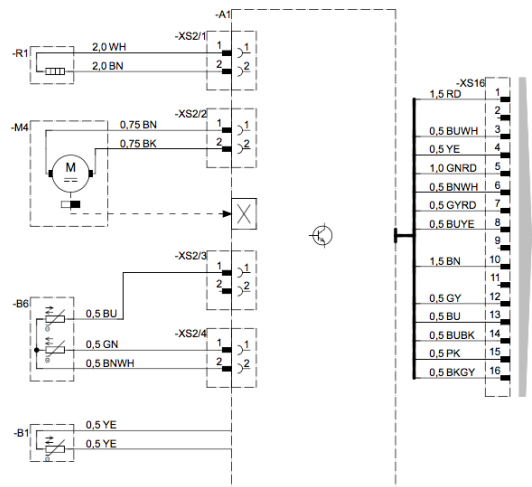 -A1
-XS2/1
-R1
2,0 WH
1
1
2,0 BN
2
2
-XS2/2
-M4
0,75 BN
1
1
0,75 BK
2
2
M
-XS2/3
1
1
2
2
-B6
0,5 BU
-XS2/4
0,5 GN
1
1
0,5 BNWH
2
2
-B1
0,5 YE
0,5 YE
-XS16
1,5 RD
1
2
0,5 BUWH
3
0,5 YE
4
1,0 GNRD
5
0,5 BNWH
6
0,5 GYRD
7
0,5 BUYE
8
9
1,5 BN
10
11
0,5 GY
12
0,5 BU
13
0,5 BUBK
14
0,5 PK
15
0,5 BKGY
16